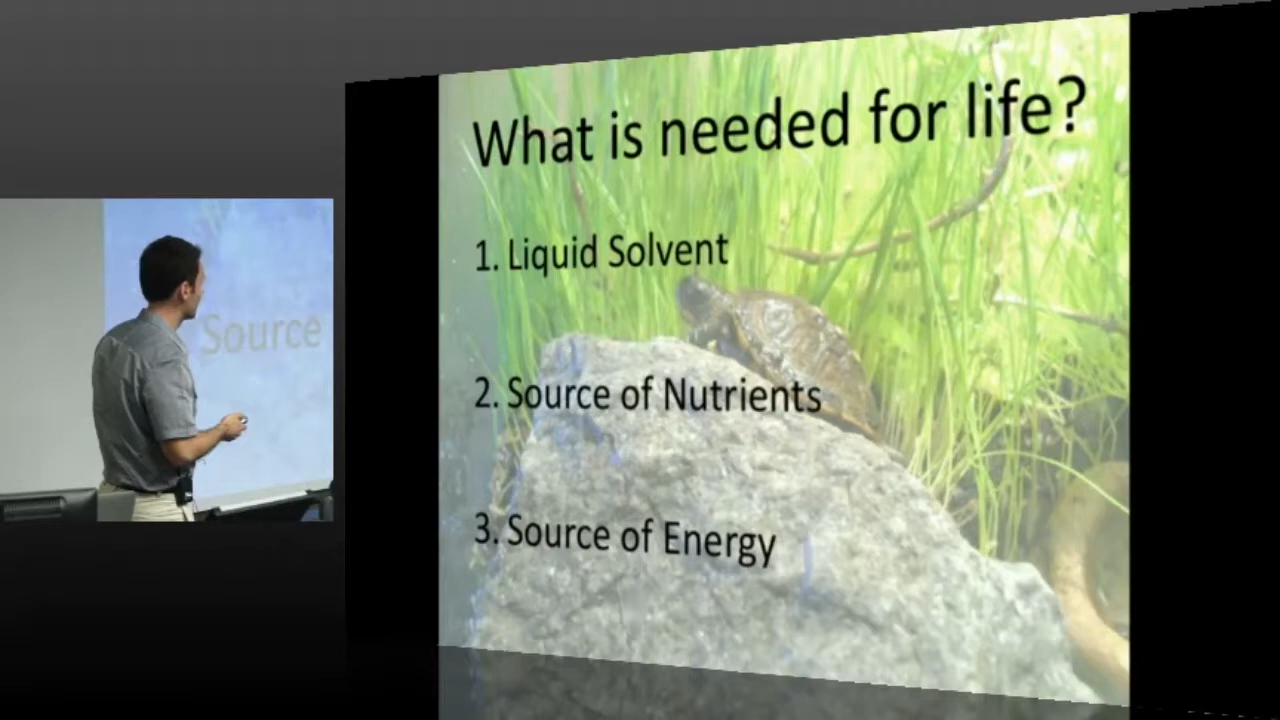 What is needed for life?
1. Liquid Solvent
2. Source of Nutrients
3. Source of Energy
Source